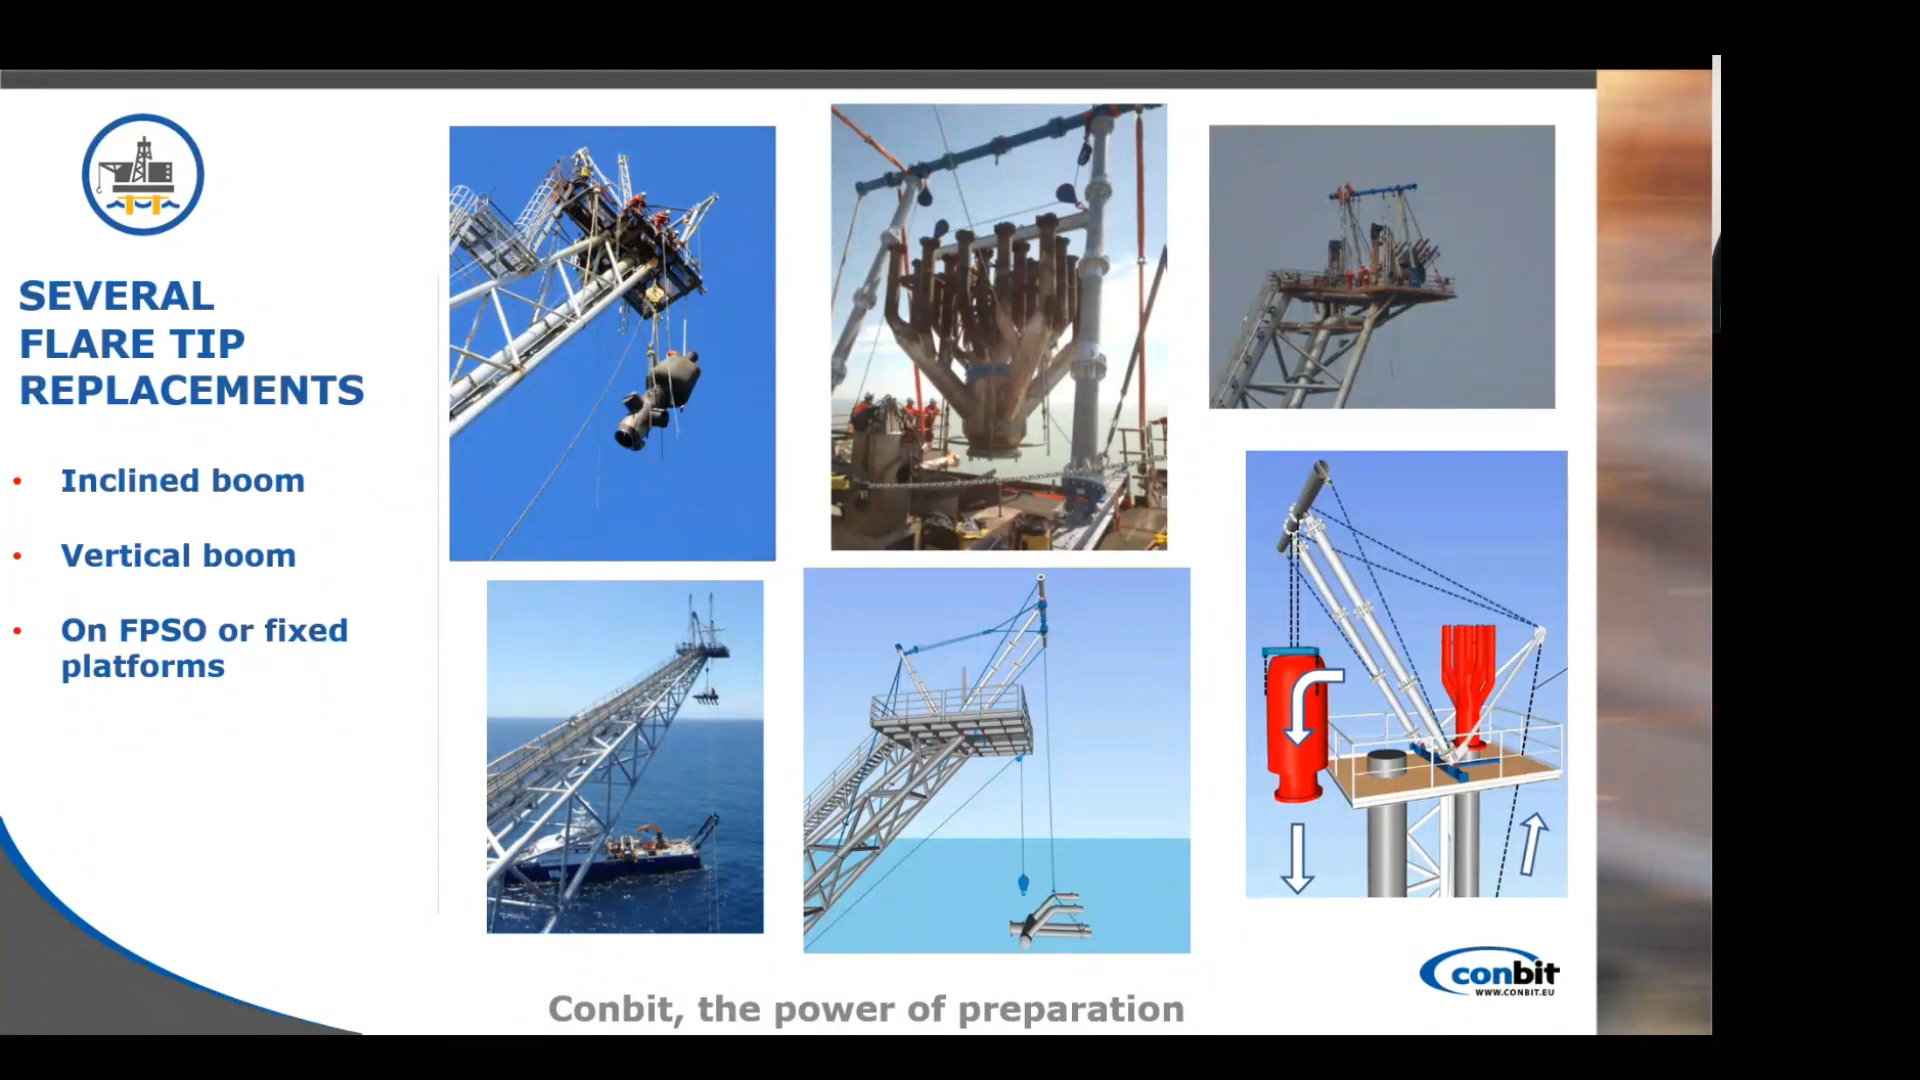 SEVERAL
FLARE TIP
REPLACEMENTS
• Inclined boom
• Vertical boom
• On FPSO or fixed
platforms
conbit
WWW.CONBIT.EU
Conbit, the power of preparation